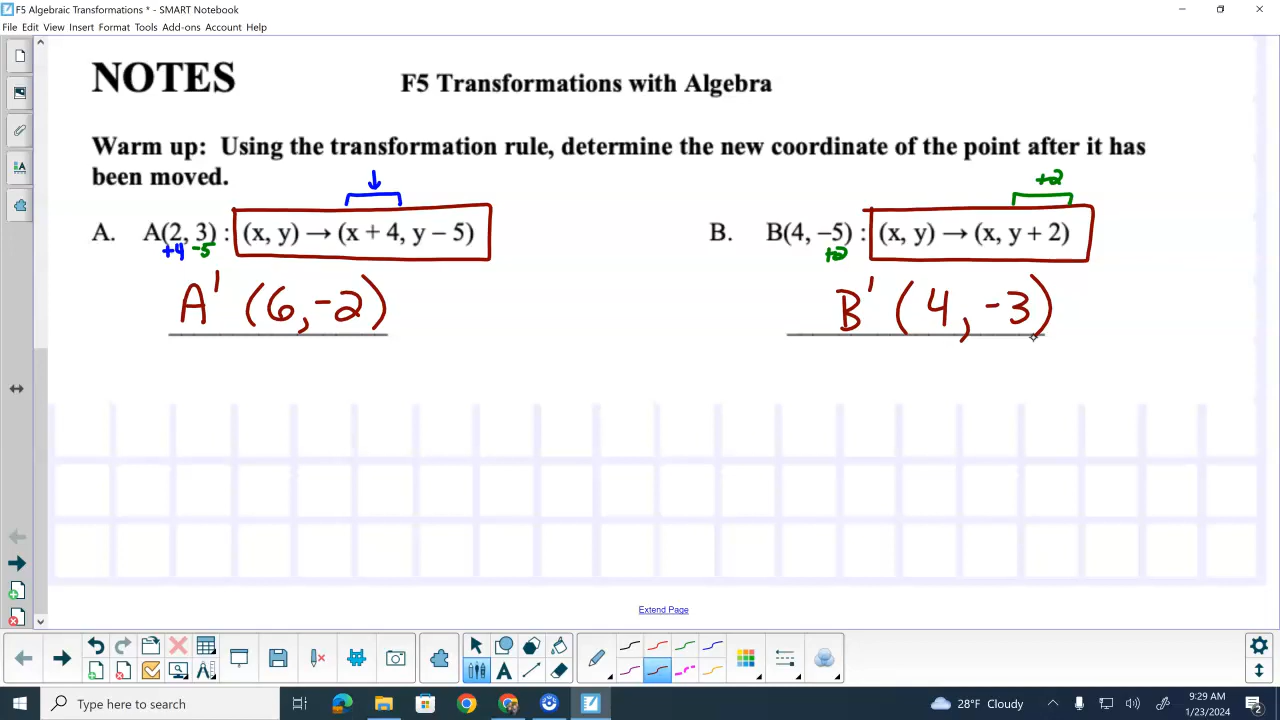 F5 Algebraic Transformations * - SMART Notebook
File Edit View Insert Format Tools Add-ons Account Help
NOTES F5 Transformations with Algebra
Warm up: Using the transformation rule, determine the new coordinate of the point after it has
been moved.
+2
A. A(2, 3) : (x, y) → (x + 4, y – 5)
+4 -5
A' (6, -2)
B. B(4, –5) : (x, y) → (x, y + 2)
+2
B' (4, -3)
Extend Page
Type here to search
28°F Cloudy
9:29 AM
1/23/2024
2